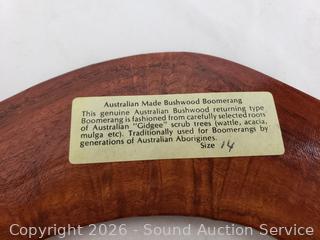 Australian Made Bushwood Boomerang
This genuine Australian Bushwood returning type
Boomerang is fashioned from carefully selected roots
of Australian "Gidgee" scrub trees (wattle, acacia,
mulga etc). Traditionally used for Boomerangs by
generations of Australian Aborigines.
Size 14
Copyright 2026 - Sound Auction Service